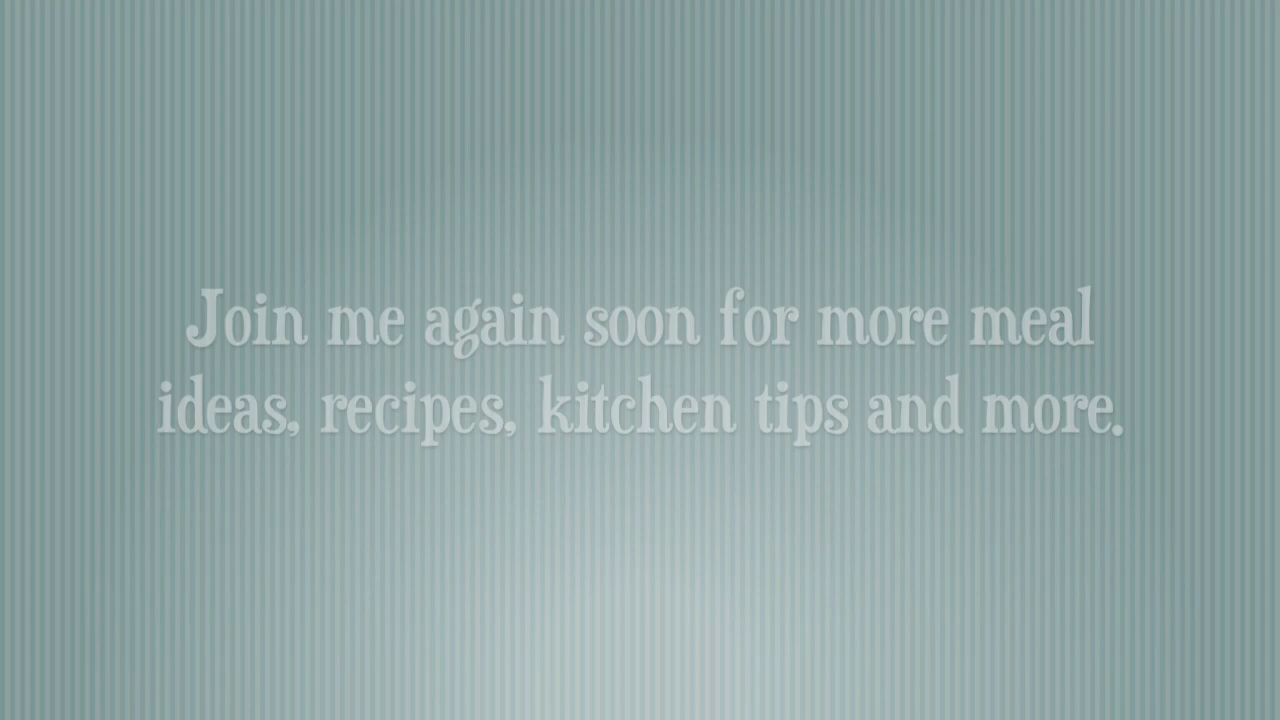 Join me again soon for more meal
ideas, recipes, kitchen tips and more.